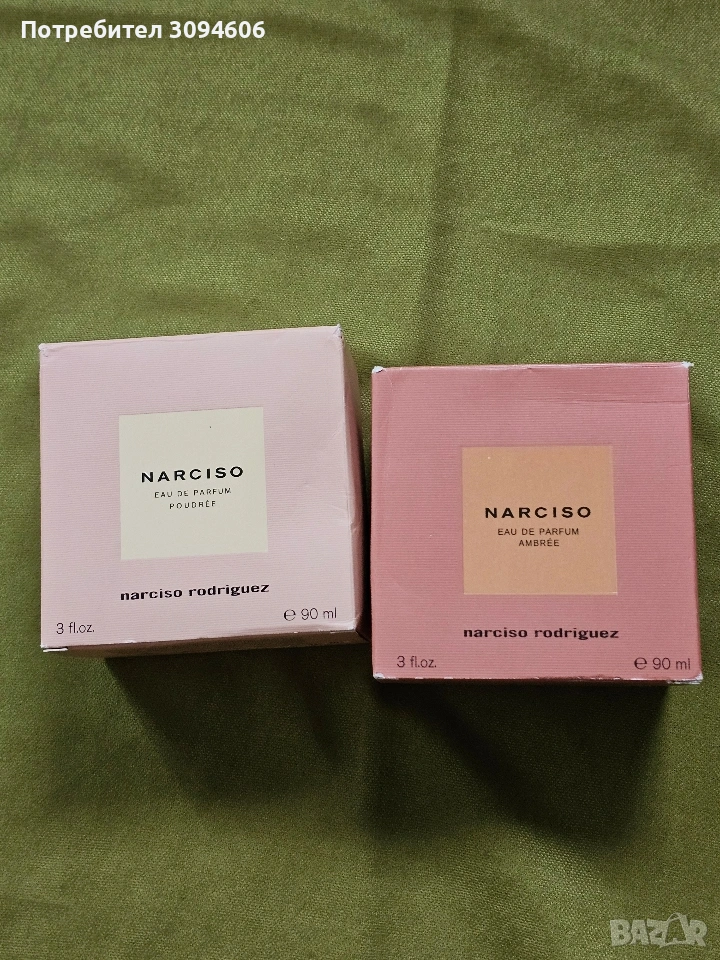 Потребител 3094606
NARCISO
EAU DE PARFUM
POUDRÉE
narciso rodriguez
3 fl.oz. ℮ 90 ml
NARCISO
EAU DE PARFUM
AMBRÉE
narciso rodriguez
3 fl.oz. ℮ 90 ml
BAZAR